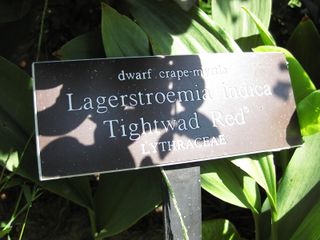 dwarf crape-myrtle
Lagerstroemia Indica
Tightwad Red®
LYTHRACEAE